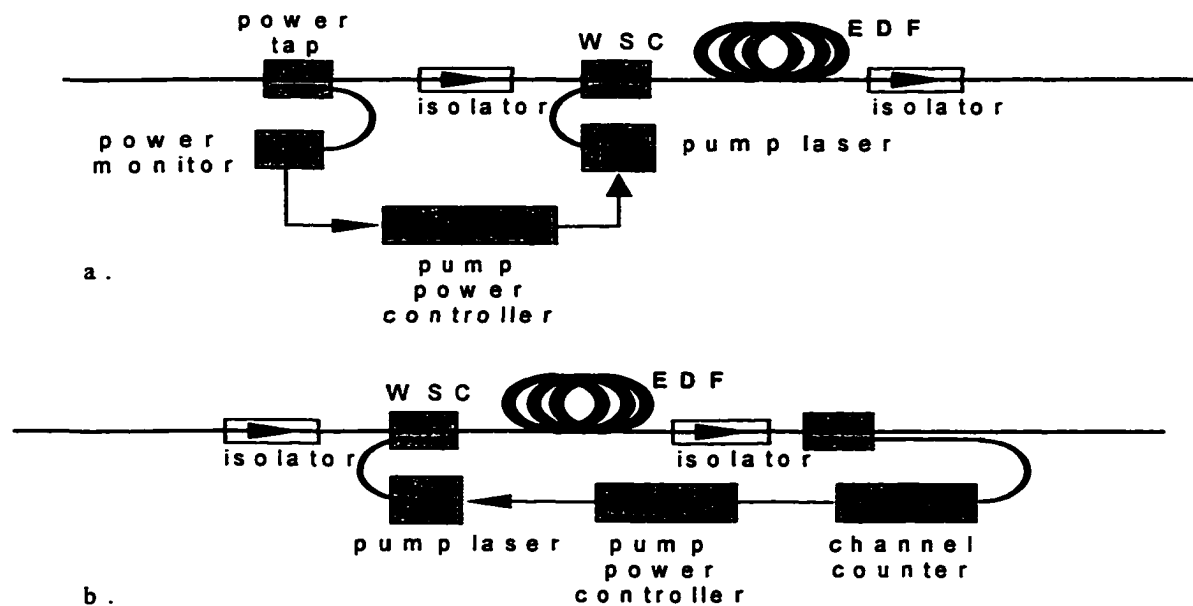 power
tap
WSC
EDF
isolator
isolator
power
monitor
pump laser
pump
power
controller
a.
WSC
EDF
isolator
isolator
pump laser
pump
power
controller
channel
counter
b.